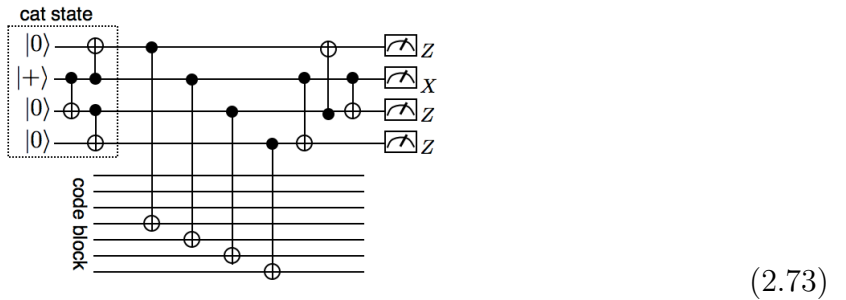 cat state
|0⟩ Z
|+⟩ X
|0⟩ Z
|0⟩ Z
code block
(2.73)